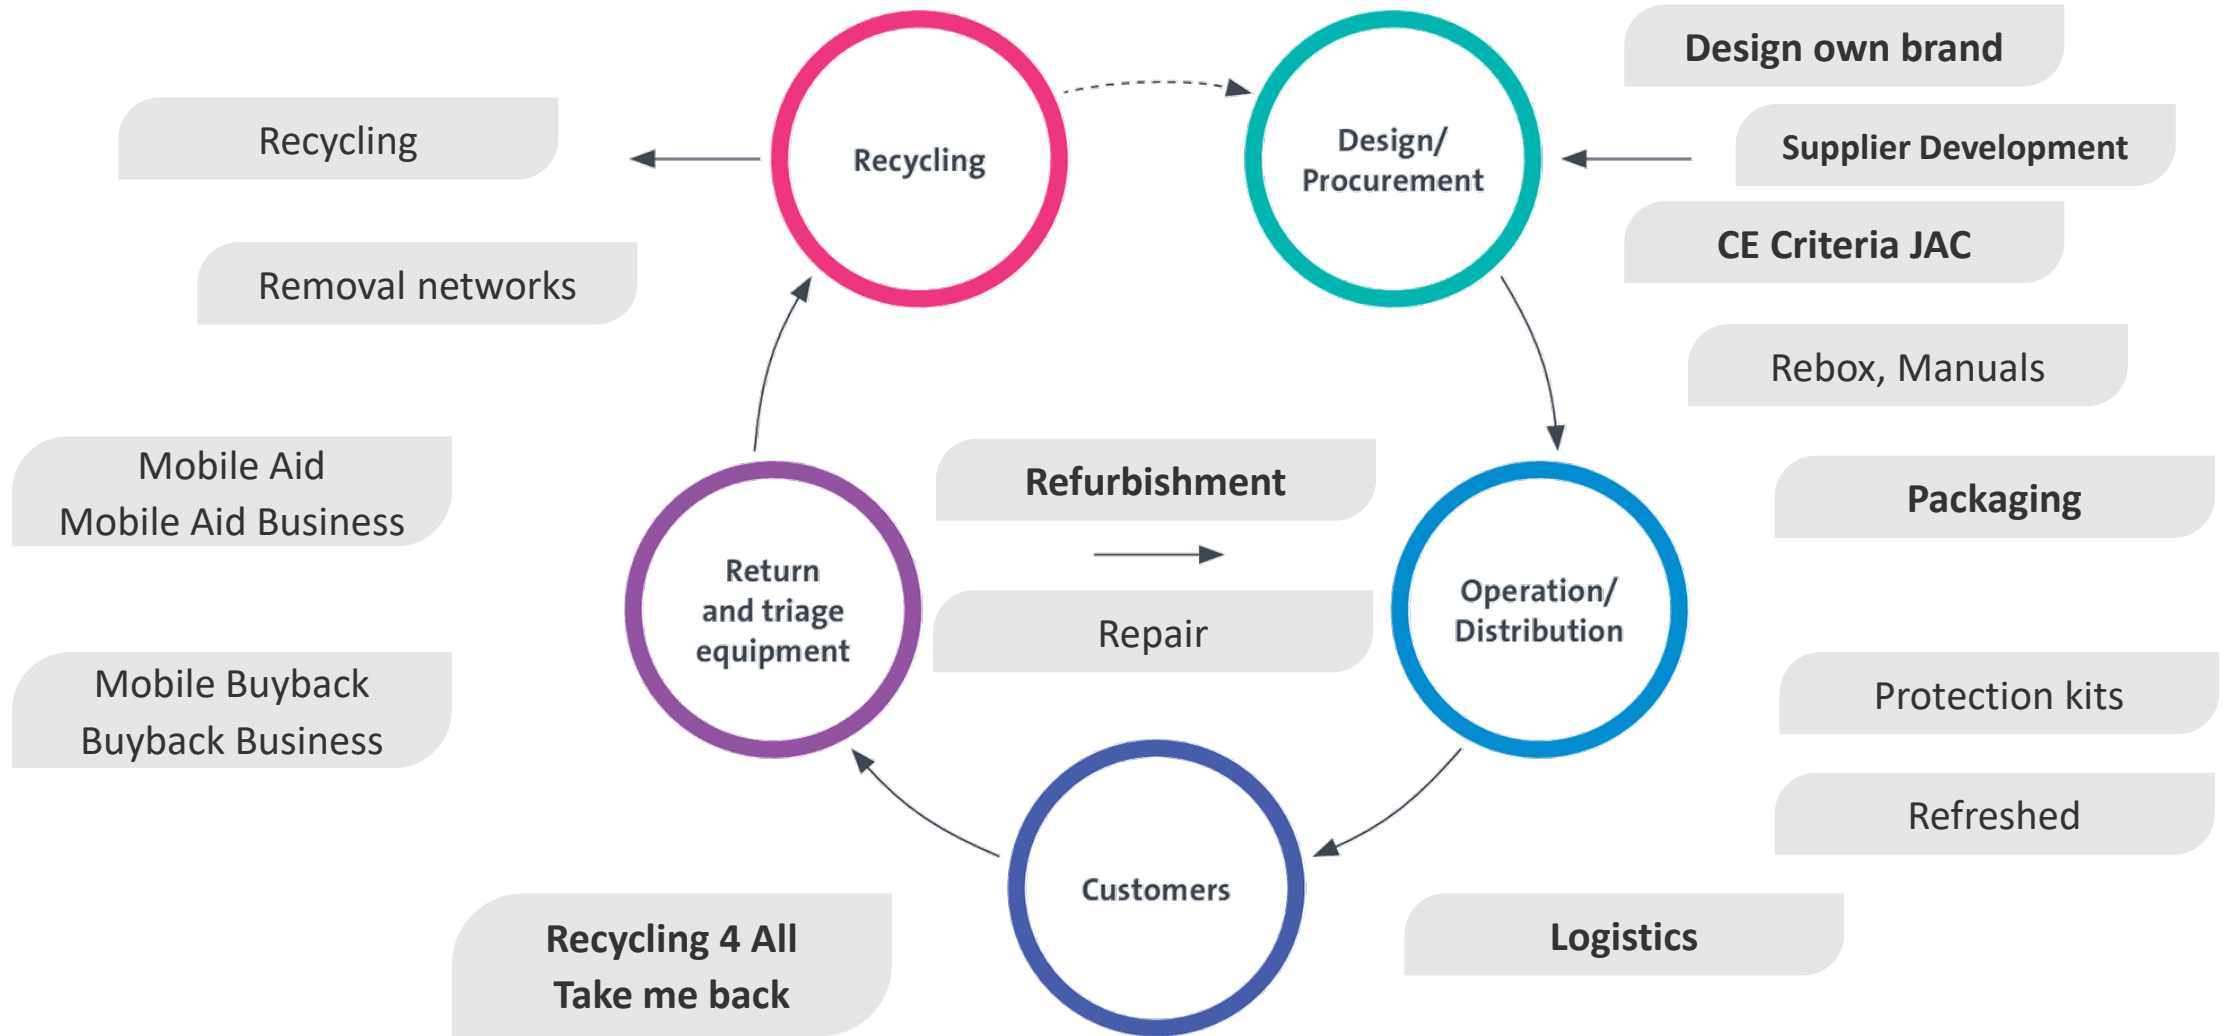 Design own brand
Recycling
Recycling
Design/
Procurement
Supplier Development
CE Criteria JAC
Removal networks
Rebox, Manuals
Mobile Aid
Mobile Aid Business
Refurbishment
Packaging
Return
and triage
equipment
Repair
Operation/
Distribution
Mobile Buyback
Buyback Business
Protection kits
Refreshed
Customers
Recycling 4 All
Take me back
Logistics